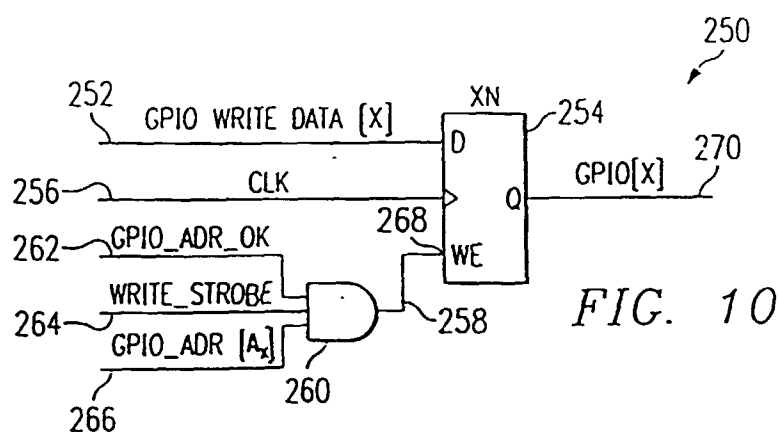 250
252
GPIO WRITE DATA [X]
XN
254
D
256
CLK
Q
GPIO[X]
270
262
GPIO_ADR_OK
268
WE
264
WRITE_STROBE
258
GPIO_ADR [Ax]
260
266
FIG. 10